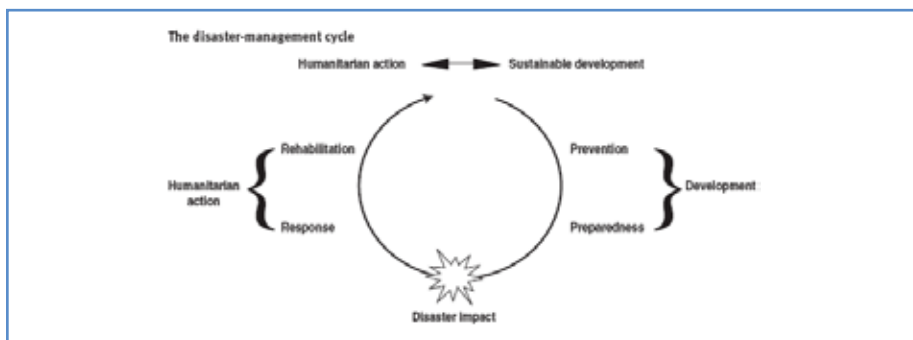 The disaster-management cycle
Humanitarian action
Sustainable development
Rehabilitation
Prevention
Humanitarian
action
Development
Response
Preparedness
Disaster impact